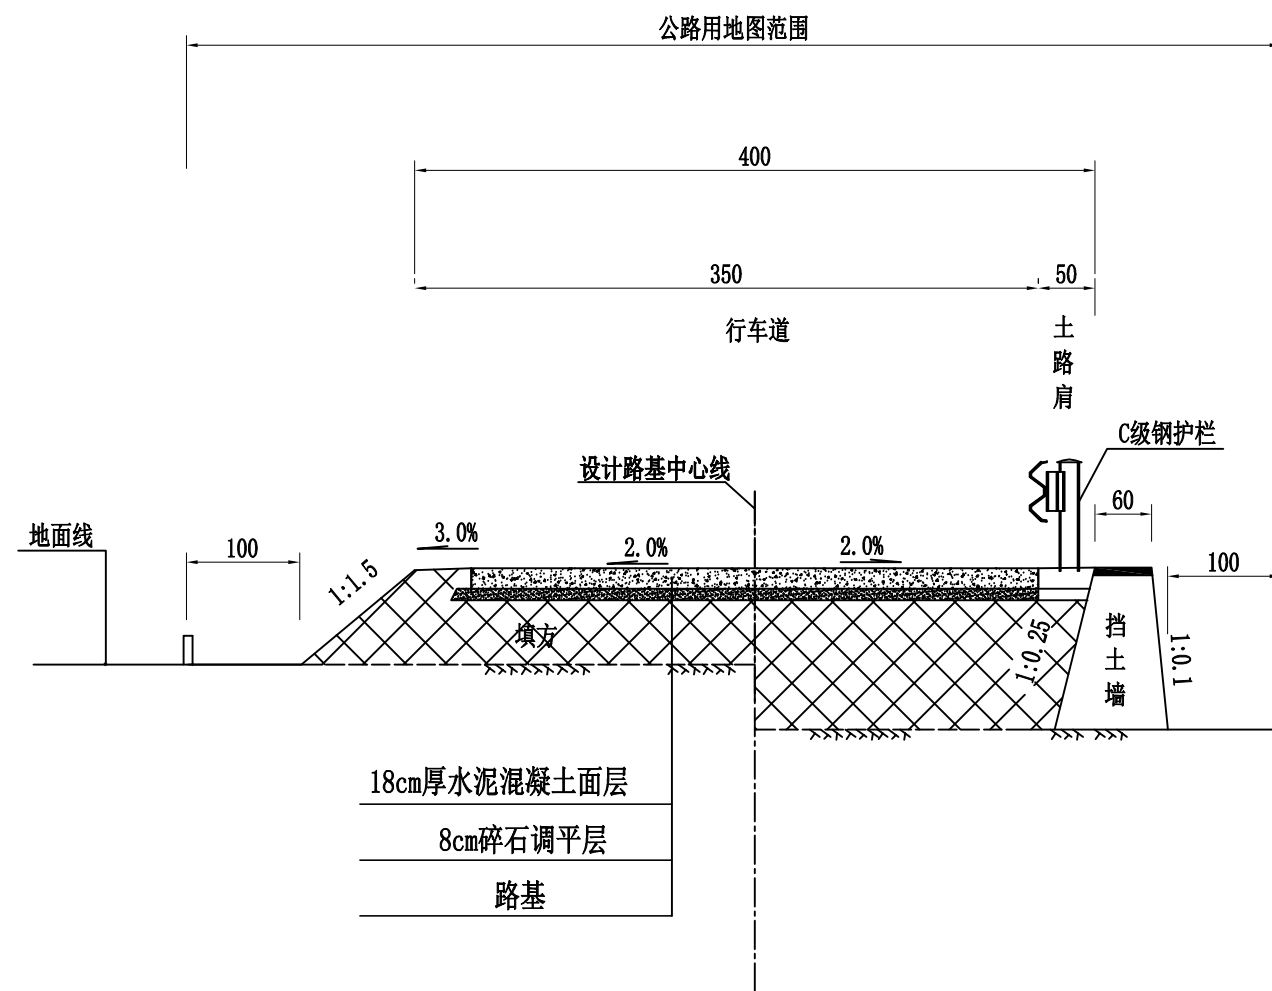 公路用地图范围
400
350
50
行车道
土
路
肩
C级钢护栏
设计路基中心线
60
地面线
100
3.0%
2.0%
2.0%
100
1:1.5
填方
1:0.25
挡
土
墙
1:0.1
18cm厚水泥混凝土面层
8cm碎石调平层
路基